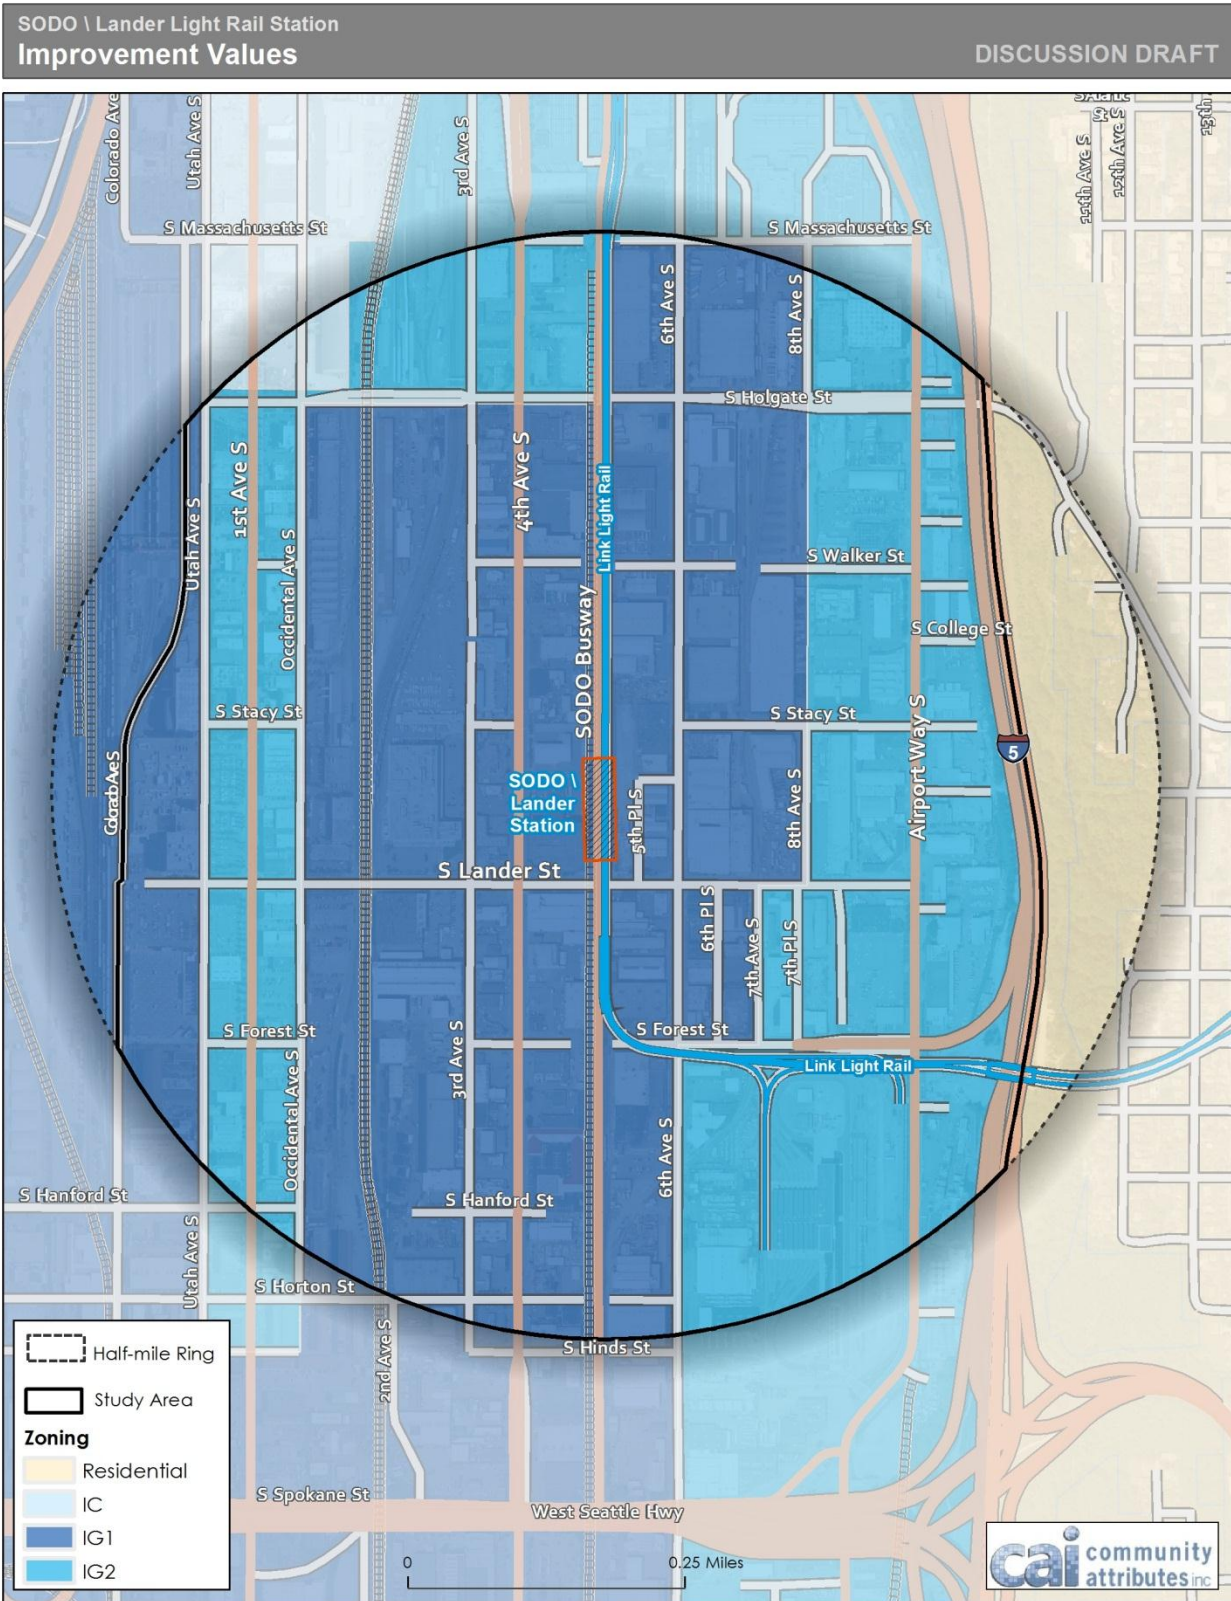 SODO \ Lander Light Rail Station
Improvement Values
DISCUSSION DRAFT
Colorado Ave
Utah Ave S
3rd Ave S
11th Ave S
12th Ave S
13th
S Massachusetts St
S Massachusetts St
6th Ave S
8th Ave S
S Holgate St
1st Ave S
4th Ave S
Utah Ave S
Occidental Ave S
Link Light Rail
S Walker St
S College St
SODO Busway
S Stacy St
S Stacy St
Airport Way S
5
Colorado Ave S
SODO \
Lander
Station
5th Pl S
8th Ave S
S Lander St
6th Pl S
7th Ave S
7th Pl S
S Forest St
S Forest St
3rd Ave S
Link Light Rail
Occidental Ave S
6th Ave S
S Hanford St
S Hanford St
Utah Ave S
S Horton St
S Hinds St
2nd Ave S
Half-mile Ring
Study Area
Zoning
Residential
IC
IG1
IG2
S Spokane St
West Seattle Hwy
0
0.25 Miles
cai community
attributes inc